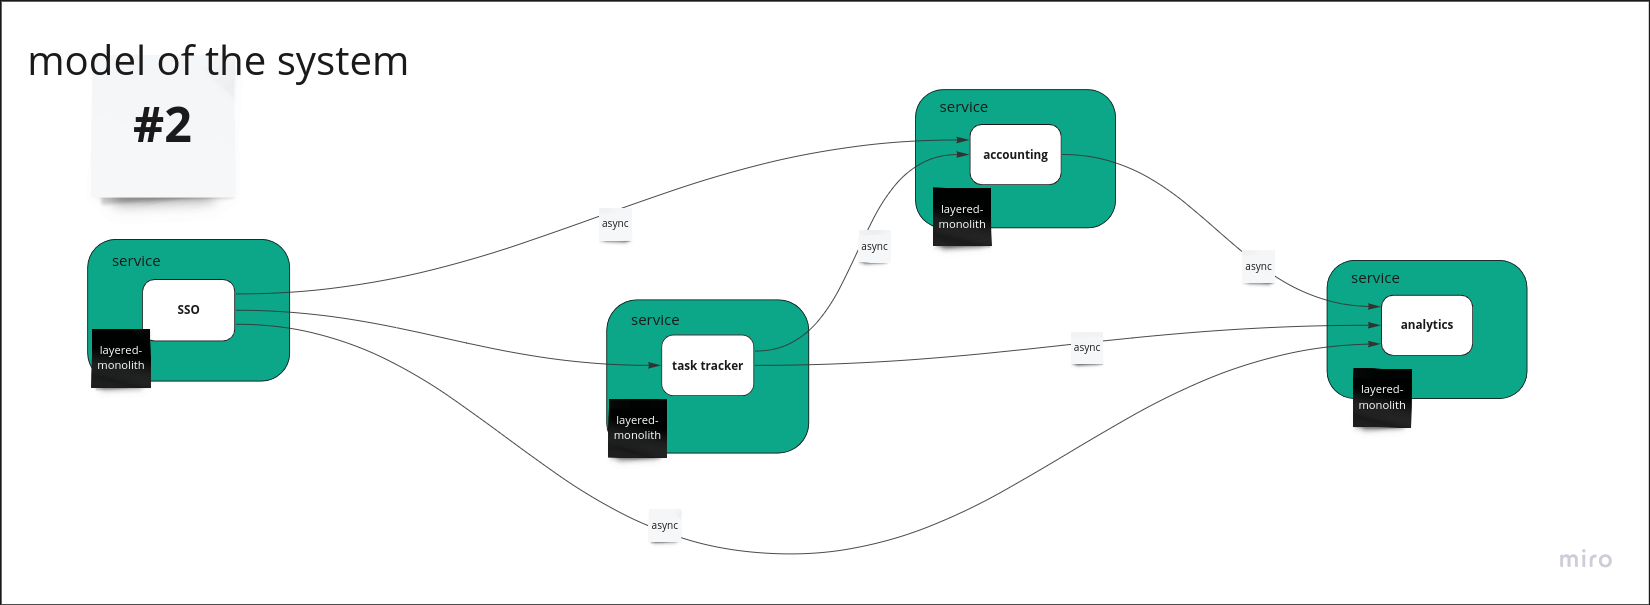 model of the system
#2
service
SSO
layered-
monolith
async
async
service
task tracker
layered-
monolith
async
service
accounting
layered-
monolith
async
async
service
analytics
layered-
monolith
miro